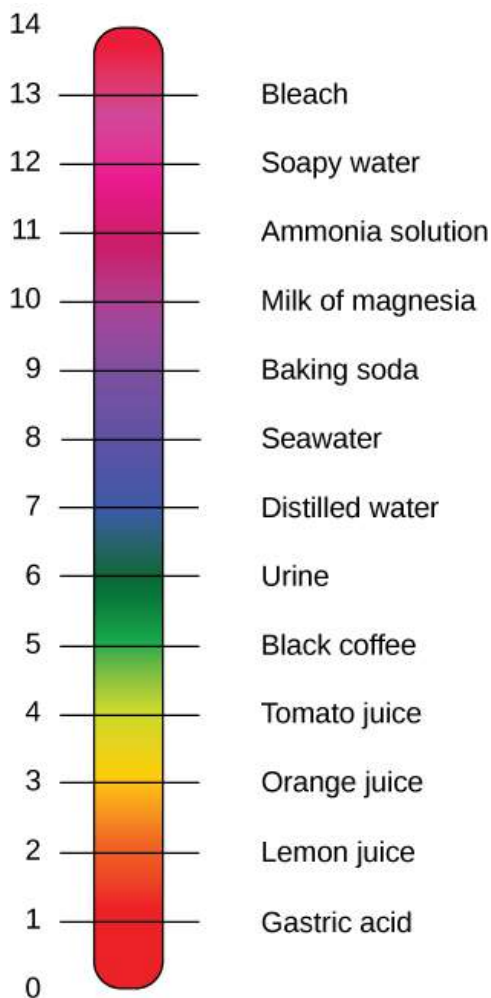 14
13 Bleach
12 Soapy water
11 Ammonia solution
10 Milk of magnesia
9 Baking soda
8 Seawater
7 Distilled water
6 Urine
5 Black coffee
4 Tomato juice
3 Orange juice
2 Lemon juice
1 Gastric acid
0